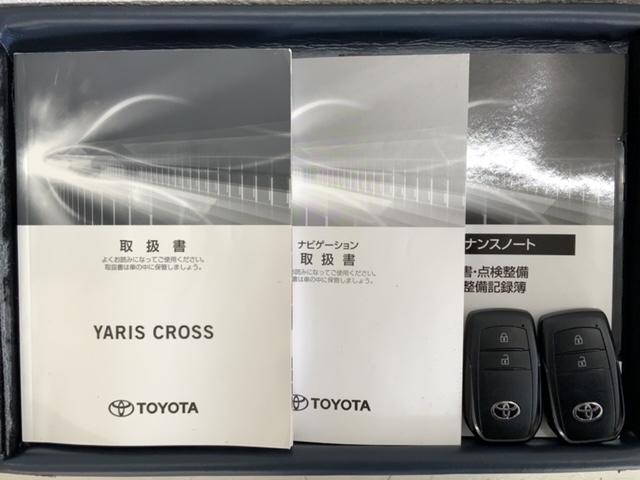 取扱書
よくお読みになってご使用ください。
取扱書は車の中に保管しましょう。
YARIS CROSS
TOYOTA
ナビゲーション
取扱書
お読みになってご使用ください。
書は車の中に保管しましょう。
TOYOTA
ナンスノート
書・点検整備
整備記録簿